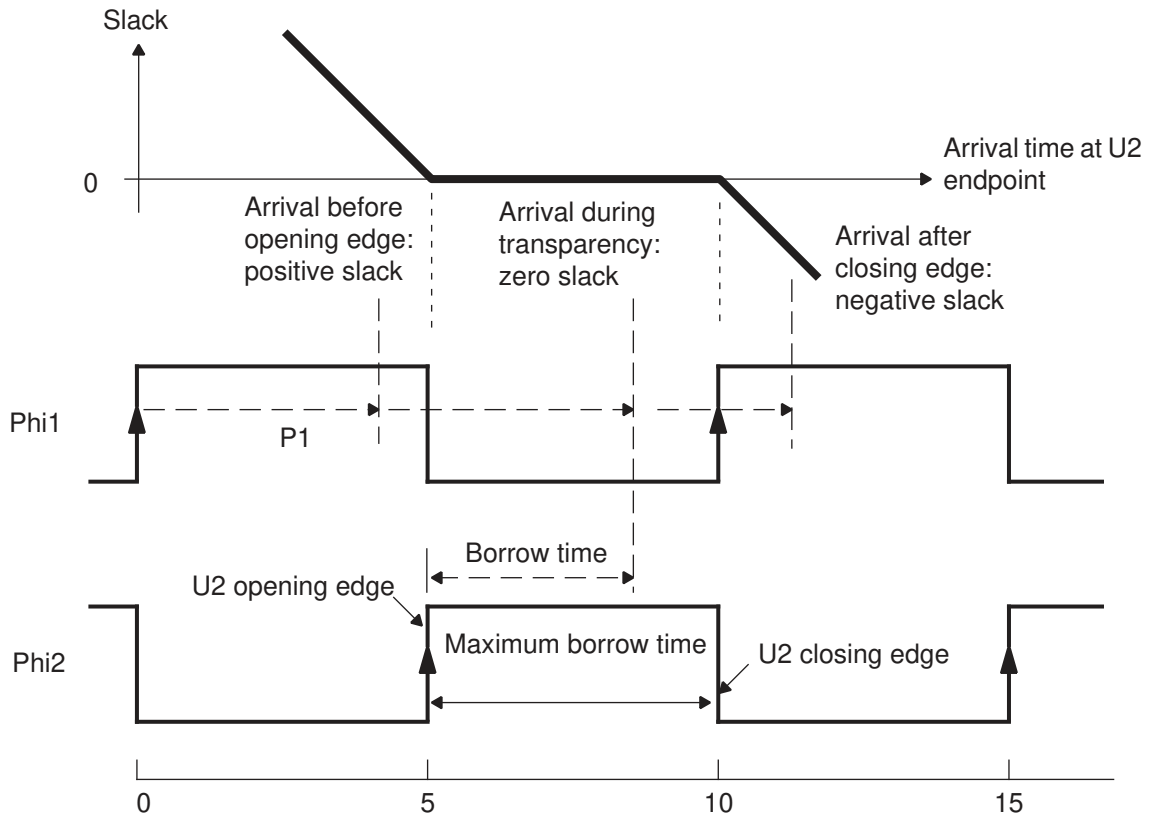 Slack
0
Arrival time at U2
endpoint
Arrival before
opening edge:
positive slack
Arrival during
transparency:
zero slack
Arrival after
closing edge:
negative slack
Phi1
P1
Borrow time
U2 opening edge
Phi2
Maximum borrow time
U2 closing edge
0
5
10
15